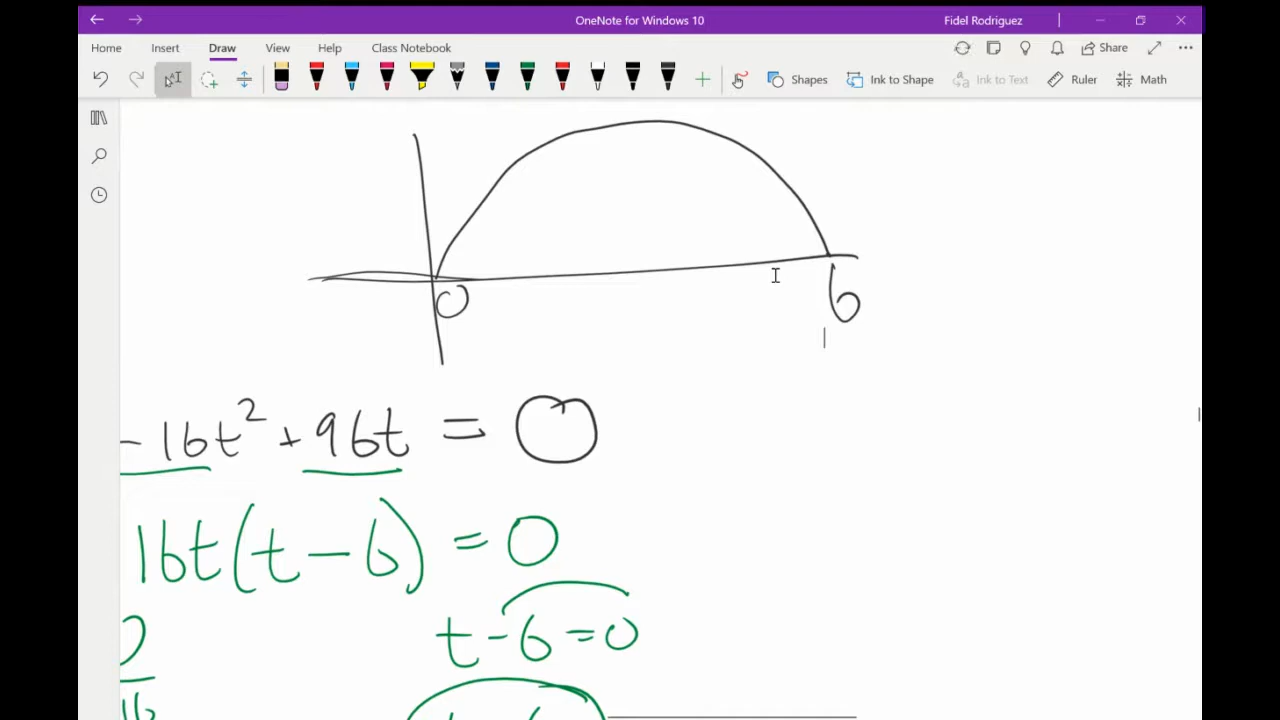 OneNote for Windows 10
Fidel Rodriguez
Home Insert Draw View Help Class Notebook
Share
Shapes Ink to Shape Ink to Text Ruler Math
0
6
- 16t² + 96t = 0
16t(t - 6) = 0
t - 6 = 0